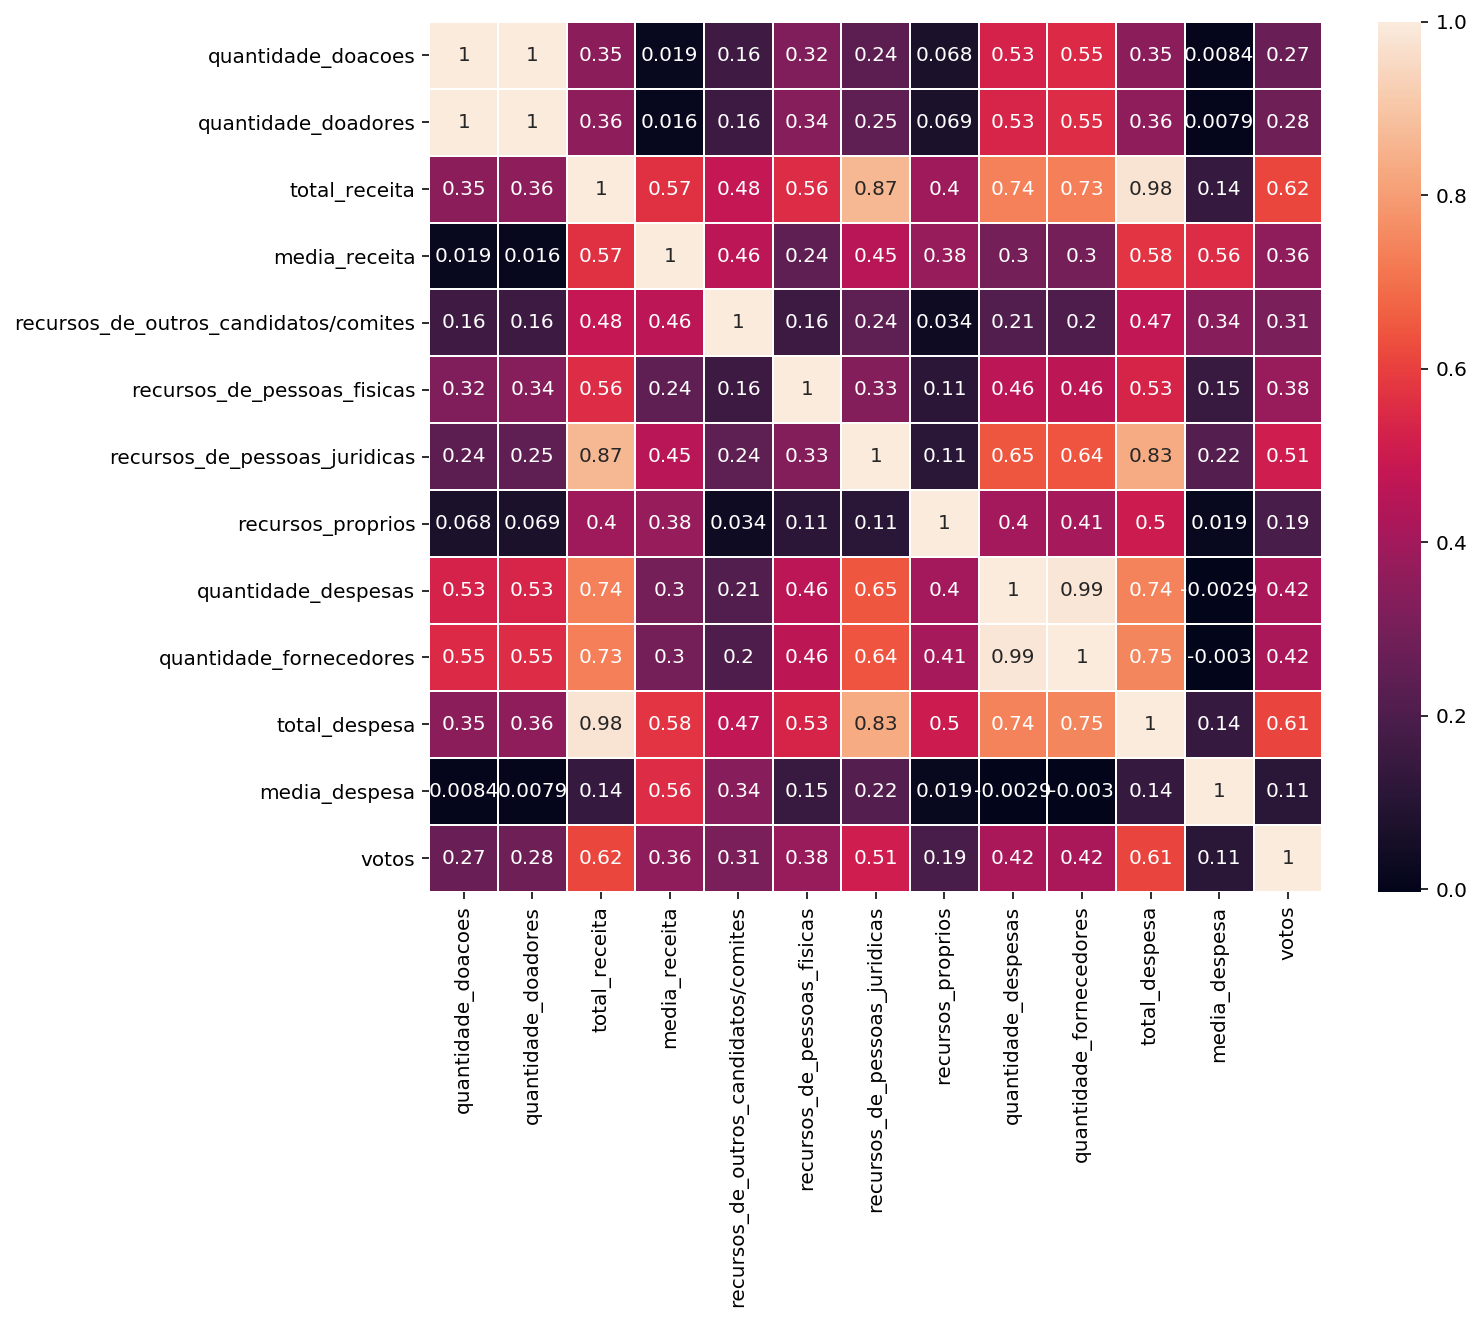 quantidade_doacoes 1 1 0.35 0.019 0.16 0.32 0.24 0.068 0.53 0.55 0.35 0.0084 0.27
quantidade_doadores 1 1 0.36 0.016 0.16 0.34 0.25 0.069 0.53 0.55 0.36 0.0079 0.28
total_receita 0.35 0.36 1 0.57 0.48 0.56 0.87 0.4 0.74 0.73 0.98 0.14 0.62
media_receita 0.019 0.016 0.57 1 0.46 0.24 0.45 0.38 0.3 0.3 0.58 0.56 0.36
recursos_de_outros_candidatos/comites 0.16 0.16 0.48 0.46 1 0.16 0.24 0.034 0.21 0.2 0.47 0.34 0.31
recursos_de_pessoas_fisicas 0.32 0.34 0.56 0.24 0.16 1 0.33 0.11 0.46 0.46 0.53 0.15 0.38
recursos_de_pessoas_juridicas 0.24 0.25 0.87 0.45 0.24 0.33 1 0.11 0.65 0.64 0.83 0.22 0.51
recursos_proprios 0.068 0.069 0.4 0.38 0.034 0.11 0.11 1 0.4 0.41 0.5 0.019 0.19
quantidade_despesas 0.53 0.53 0.74 0.3 0.21 0.46 0.65 0.4 1 0.99 0.74 -0.0029 0.42
quantidade_fornecedores 0.55 0.55 0.73 0.3 0.2 0.46 0.64 0.41 0.99 1 0.75 -0.003 0.42
total_despesa 0.35 0.36 0.98 0.58 0.47 0.53 0.83 0.5 0.74 0.75 1 0.14 0.61
media_despesa 0.0084 0.0079 0.14 0.56 0.34 0.15 0.22 0.019 -0.0029 -0.003 0.14 1 0.11
votos 0.27 0.28 0.62 0.36 0.31 0.38 0.51 0.19 0.42 0.42 0.61 0.11 1
quantidade_doacoes
quantidade_doadores
total_receita
media_receita
recursos_de_outros_candidatos/comites
recursos_de_pessoas_fisicas
recursos_de_pessoas_juridicas
recursos_proprios
quantidade_despesas
quantidade_fornecedores
total_despesa
media_despesa
votos
1.0
0.8
0.6
0.4
0.2
0.0